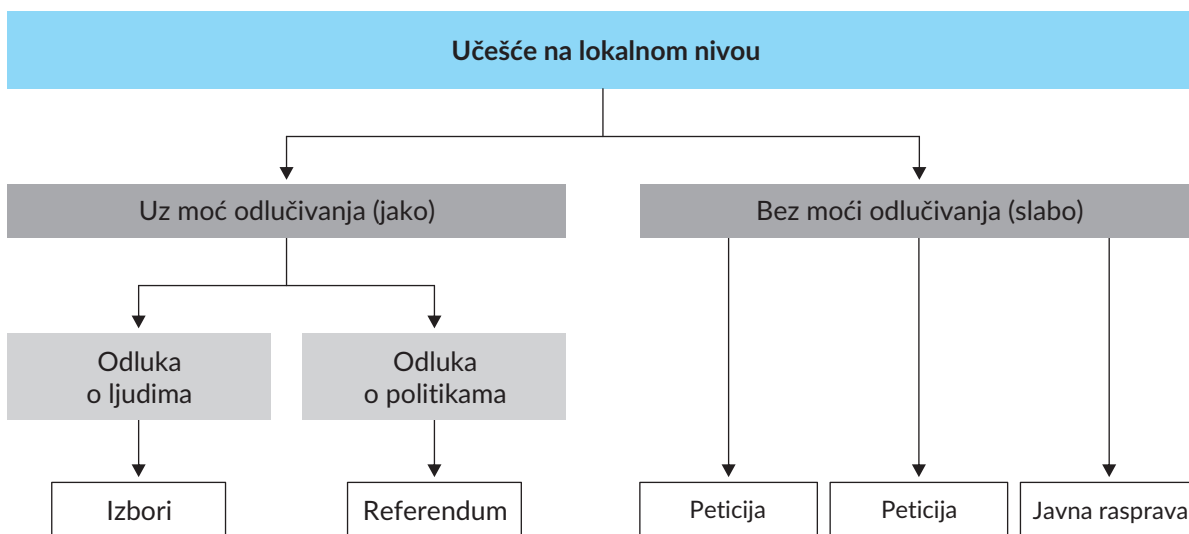 Učešće na lokalnom nivou
Uz moć odlučivanja (jako)
Bez moći odlučivanja (slabo)
Odluka
o ljudima
Odluka
o politikama
Izbori
Referendum
Peticija
Peticija
Javna rasprava